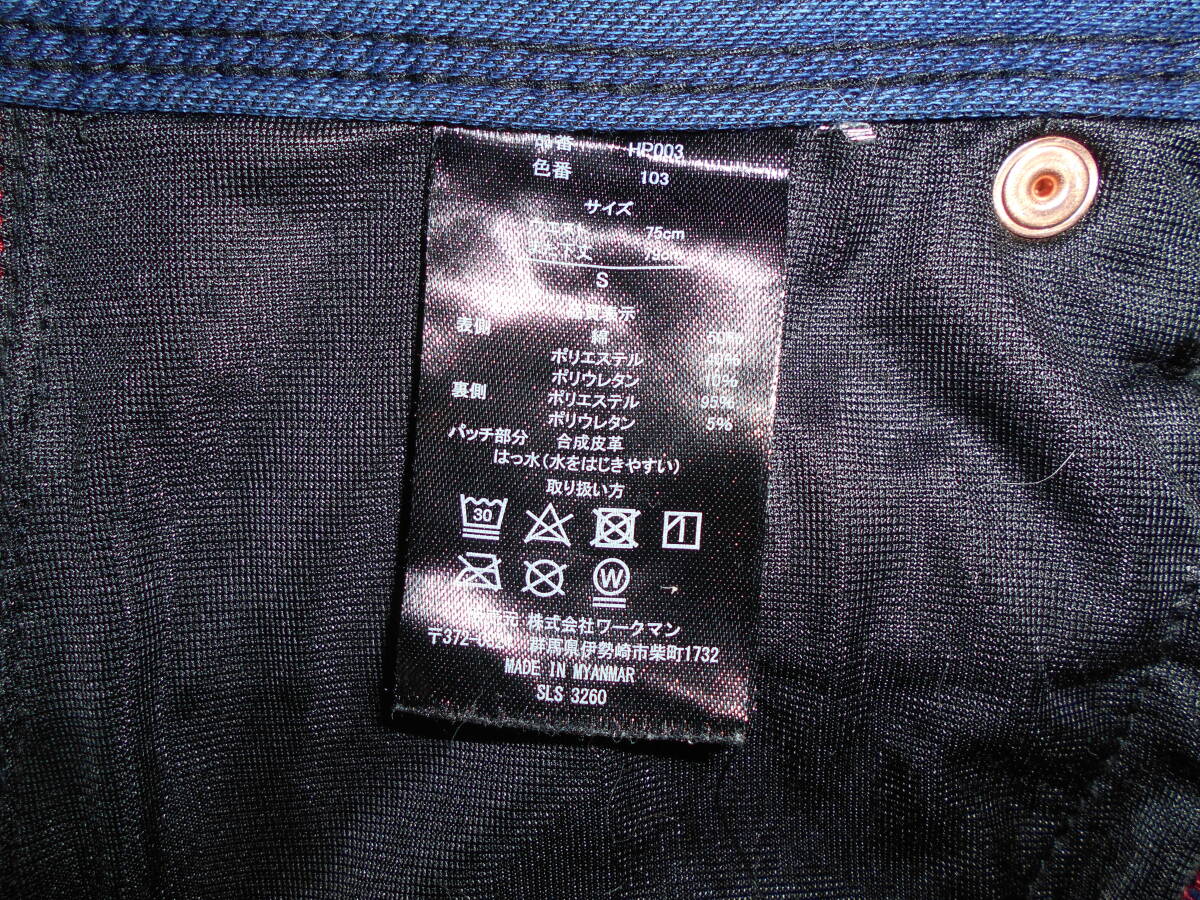 品番 HP003
色番 103
サイズ
75cm
S
表側 綿
ポリエステル
ポリウレタン 10%
裏側 ポリエステル 95%
ポリウレタン 5%
パッチ部分 合成皮革
はっ水(水をはじきやすい)
取り扱い方
30
W
株式会社ワークマン
群馬県伊勢崎市柴町1732
MADE IN MYANMAR
SLS 3260